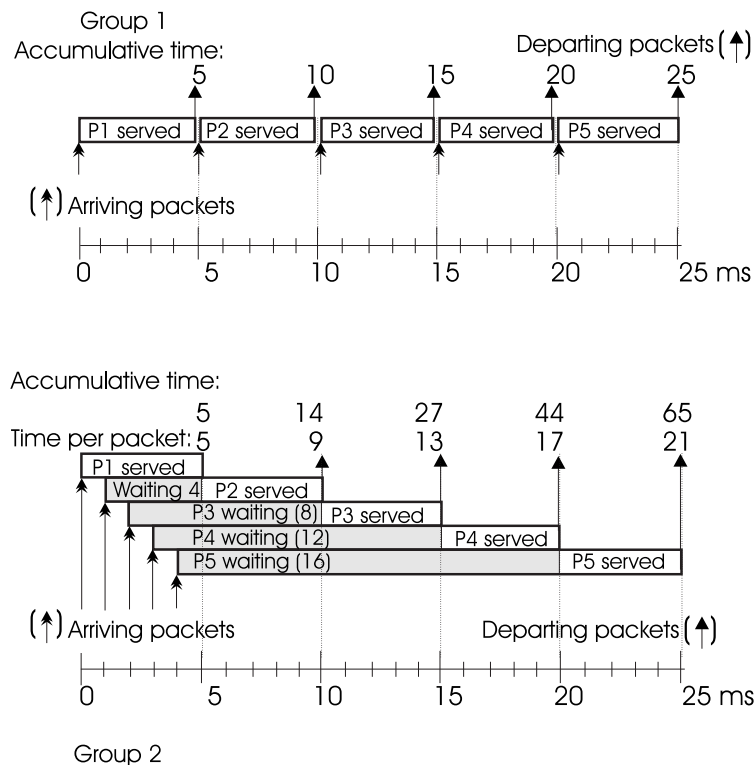 Group 1
Accumulative time:
Departing packets ( )
5 10 15 20 25
P1 served P2 served P3 served P4 served P5 served
( ) Arriving packets
0 5 10 15 20 25 ms
Accumulative time:
5 14 27 44 65
Time per packet: 5 9 13 17 21
P1 served
Waiting 4 P2 served
P3 waiting (8) P3 served
P4 waiting (12) P4 served
P5 waiting (16) P5 served
( ) Arriving packets
Departing packets ( )
0 5 10 15 20 25 ms
Group 2